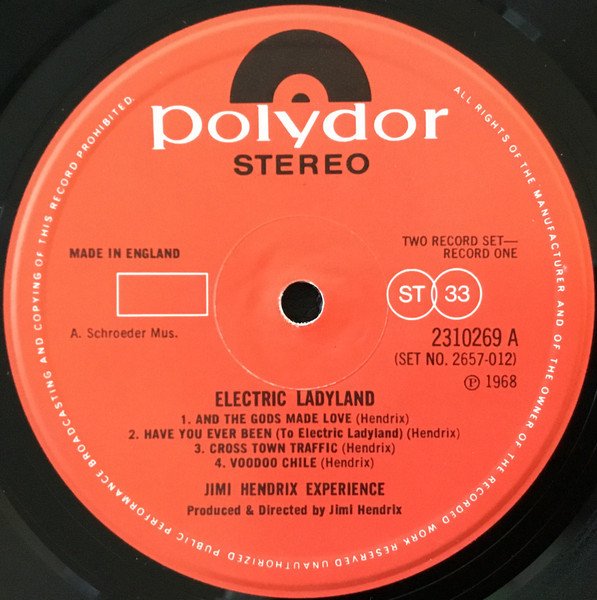 polydor
STEREO
MADE IN ENGLAND
TWO RECORD SET—
RECORD ONE
ST 33
A. Schroeder Mus.
2310269 A
(SET NO. 2657-012)
℗ 1968
ELECTRIC LADYLAND
1. AND THE GODS MADE LOVE (Hendrix)
2. HAVE YOU EVER BEEN (To Electric Ladyland) (Hendrix)
3. CROSS TOWN TRAFFIC (Hendrix)
4. VOODOO CHILE (Hendrix)
JIMI HENDRIX EXPERIENCE
Produced & Directed by Jimi Hendrix
ALL RIGHTS OF THE MANUFACTURER AND OF THE OWNER OF THE RECORDED WORK RESERVED UNAUTHORIZED PUBLIC PERFORMANCE BROADCASTING AND COPYING OF THIS RECORD PROHIBITED.